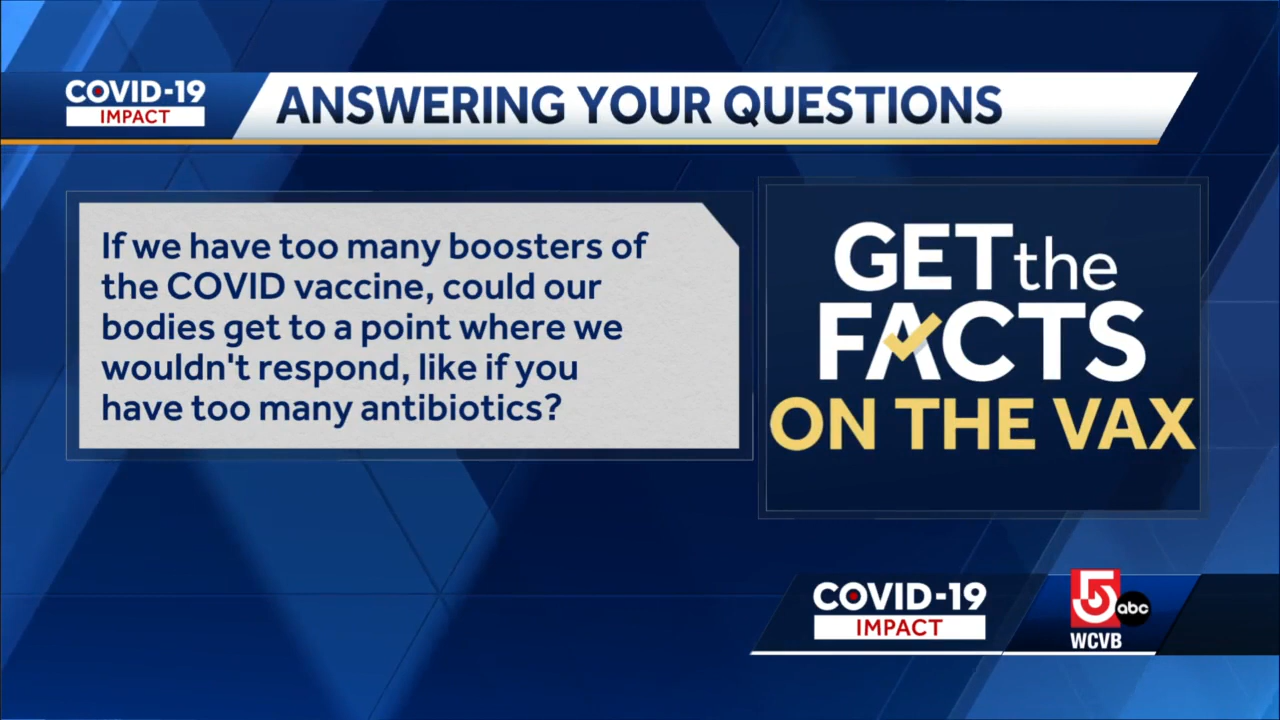 COVID-19
IMPACT
ANSWERING YOUR QUESTIONS
If we have too many boosters of
the COVID vaccine, could our
bodies get to a point where we
wouldn't respond, like if you
have too many antibiotics?
GET the
FACTS
ON THE VAX
COVID-19
IMPACT
5
abc
WCVB